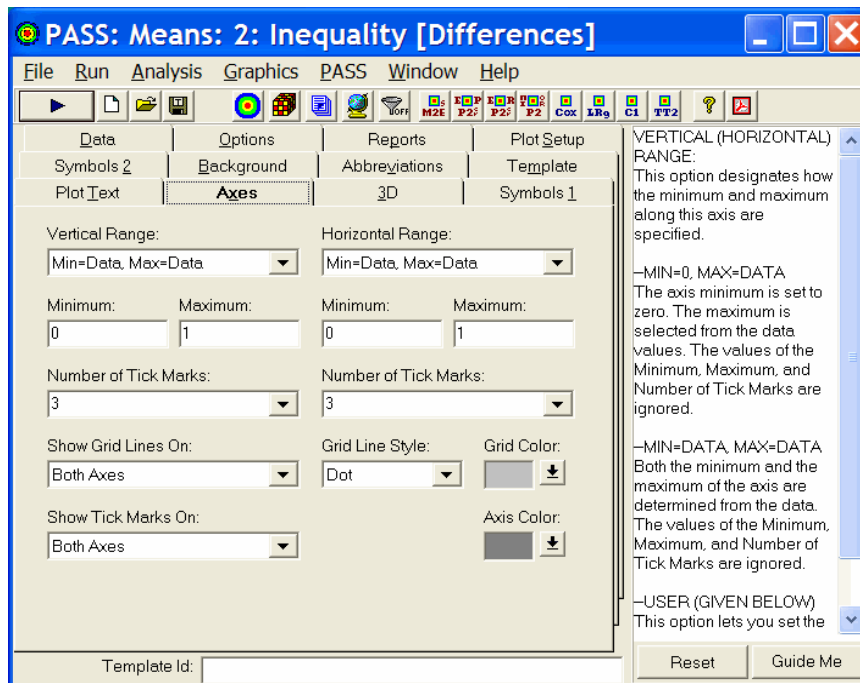 PASS: Means: 2: Inequality [Differences]
File Run Analysis Graphics PASS Window Help
OFF M2E P2 P2 P2 Cox LRg C1 TT2 ?
Data Options Reports Plot Setup
Symbols 2 Background Abbreviations Template
Plot Text Axes 3D Symbols 1
Vertical Range: Horizontal Range:
Min=Data, Max=Data Min=Data, Max=Data
Minimum: Maximum: Minimum: Maximum:
0 1 0 1
Number of Tick Marks: Number of Tick Marks:
3 3
Show Grid Lines On: Grid Line Style: Grid Color:
Both Axes Dot
Show Tick Marks On: Axis Color:
Both Axes
Template Id:
VERTICAL (HORIZONTAL)
RANGE:
This option designates how
the minimum and maximum
along this axis are
specified.
--MIN=0, MAX=DATA
The axis minimum is set to
zero. The maximum is
selected from the data
values. The values of the
Minimum, Maximum, and
Number of Tick Marks are
ignored.
--MIN=DATA, MAX=DATA
Both the minimum and the
maximum of the axis are
determined from the data.
The values of the Minimum,
Maximum, and Number of
Tick Marks are ignored.
--USER (GIVEN BELOW)
This option lets you set the
Reset Guide Me